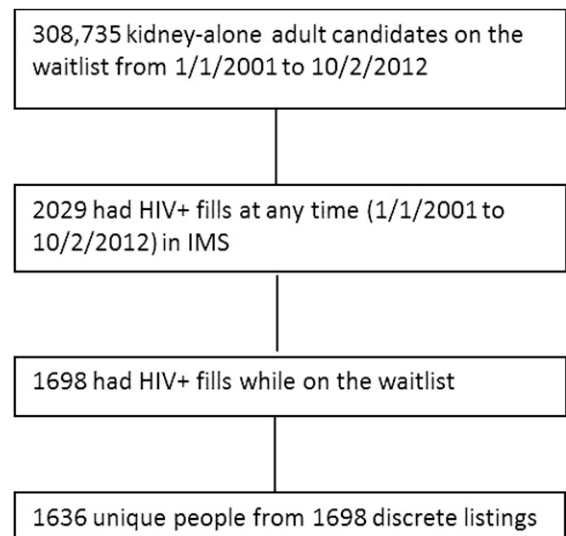 308,735 kidney-alone adult candidates on the
waitlist from 1/1/2001 to 10/2/2012
2029 had HIV+ fills at any time (1/1/2001 to
10/2/2012) in IMS
1698 had HIV+ fills while on the waitlist
1636 unique people from 1698 discrete listings